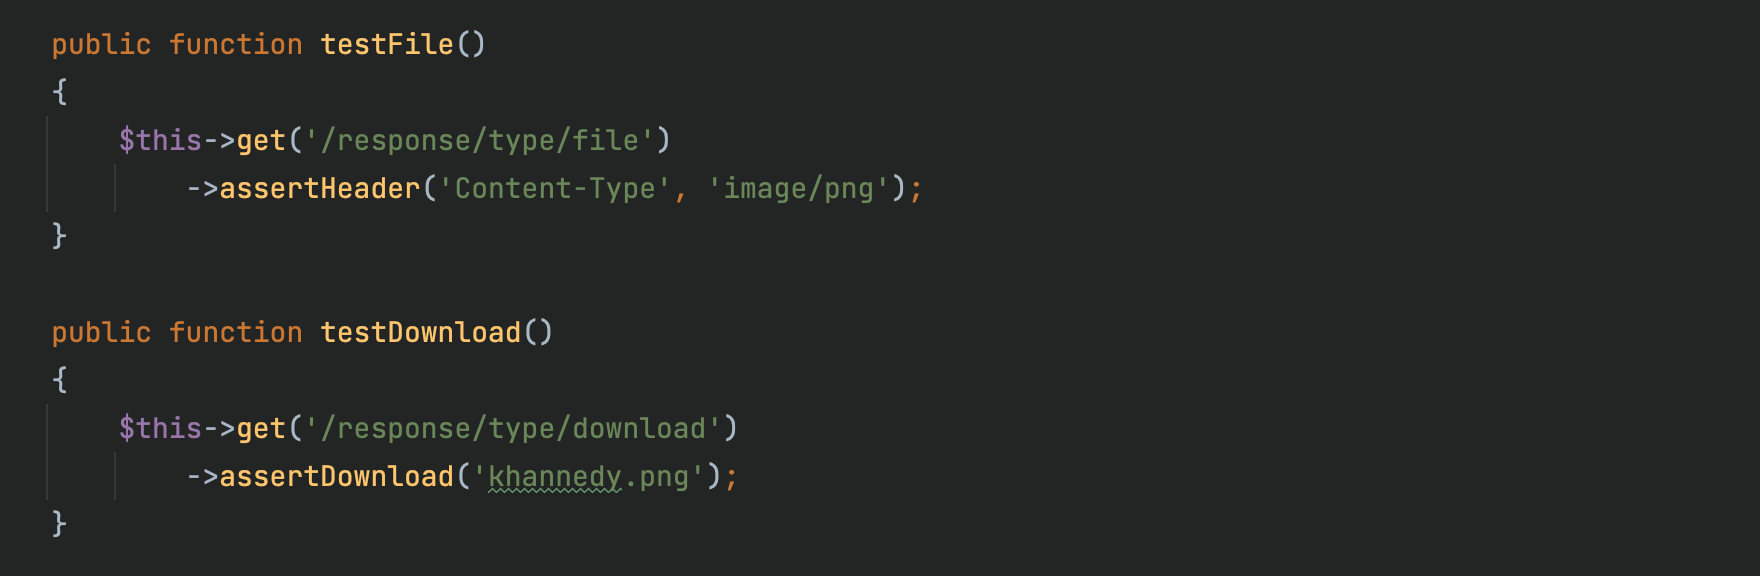 public function testFile()
{
    $this->get('/response/type/file')
        ->assertHeader('Content-Type', 'image/png');
}

public function testDownload()
{
    $this->get('/response/type/download')
        ->assertDownload('khannedy.png');
}